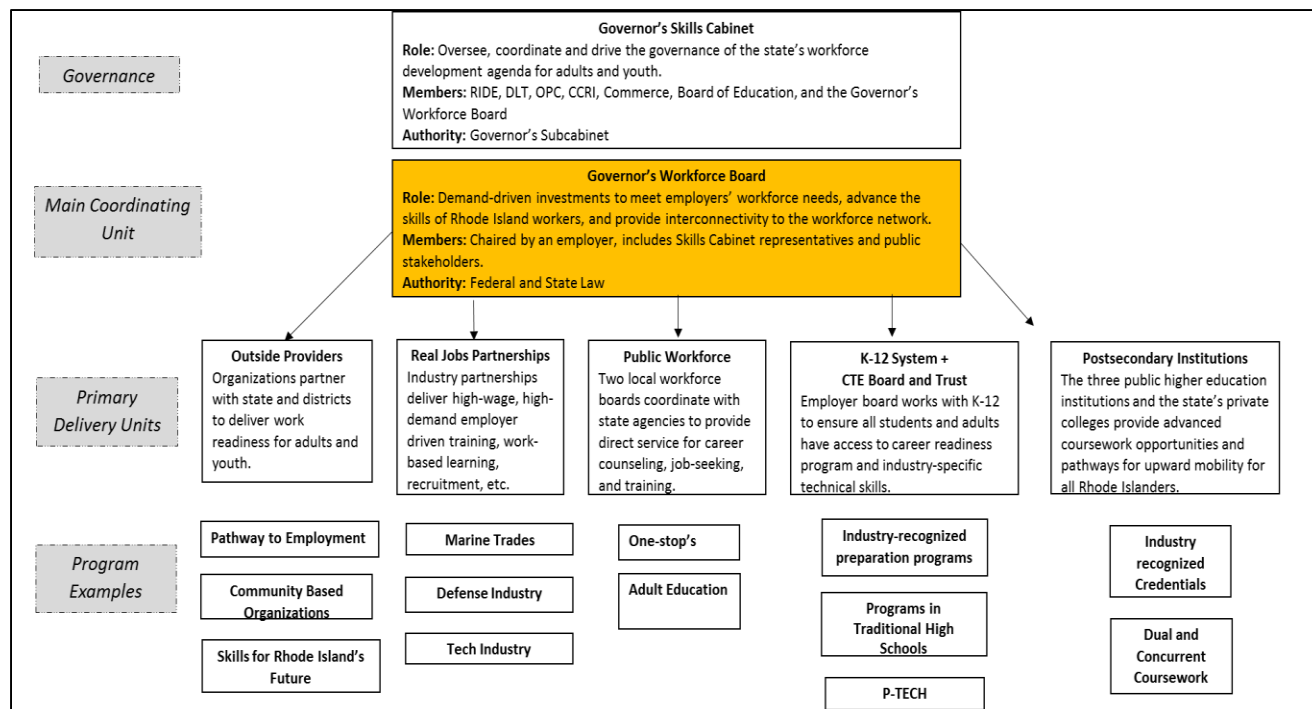 Governance
Governor's Skills Cabinet
Role: Oversee, coordinate and drive the governance of the state's workforce
development agenda for adults and youth.
Members: RIDE, DLT, OPC, CCRI, Commerce, Board of Education, and the Governor's
Workforce Board
Authority: Governor's Subcabinet
Main Coordinating
Unit
Governor's Workforce Board
Role: Demand-driven investments to meet employers' workforce needs, advance the
skills of Rhode Island workers, and provide interconnectivity to the workforce network.
Members: Chaired by an employer, includes Skills Cabinet representatives and public
stakeholders.
Authority: Federal and State Law
Primary
Delivery Units
Outside Providers
Organizations partner
with state and districts
to deliver work
readiness for adults and
youth.
Real Jobs Partnerships
Industry partnerships
deliver high-wage, high-
demand employer
driven training, work-
based learning,
recruitment, etc.
Public Workforce
Two local workforce
boards coordinate with
state agencies to provide
direct service for career
counseling, job-seeking,
and training.
K-12 System +
CTE Board and Trust
Employer board works with K-12
to ensure all students and adults
have access to career readiness
program and industry-specific
technical skills.
Postsecondary Institutions
The three public higher education
institutions and the state's private
colleges provide advanced
coursework opportunities and
pathways for upward mobility for
all Rhode Islanders.
Program
Examples
Pathway to Employment
Community Based
Organizations
Skills for Rhode Island's
Future
Marine Trades
Defense Industry
Tech Industry
One-stop's
Adult Education
Industry-recognized
preparation programs
Programs in
Traditional High
Schools
P-TECH
Industry
recognized
Credentials
Dual and
Concurrent
Coursework